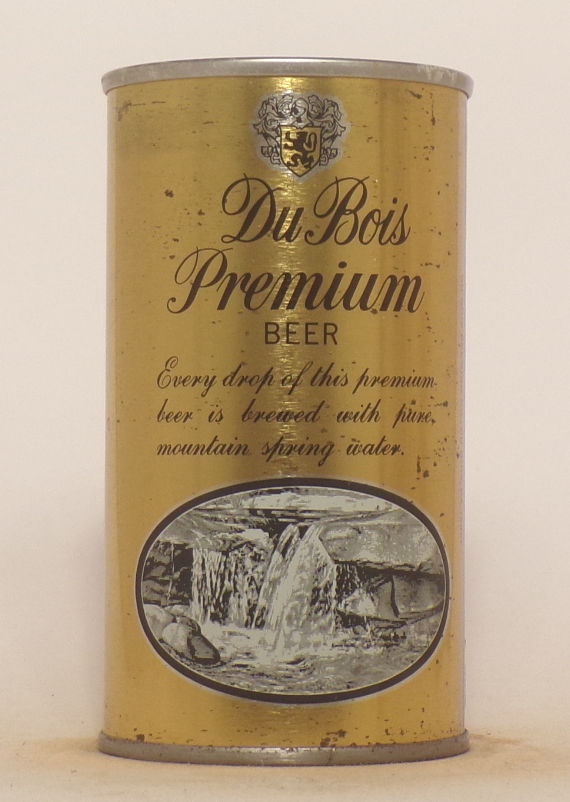 Du Bois
Premium
BEER
Every drop of this premium
beer is brewed with pure,
mountain spring water.